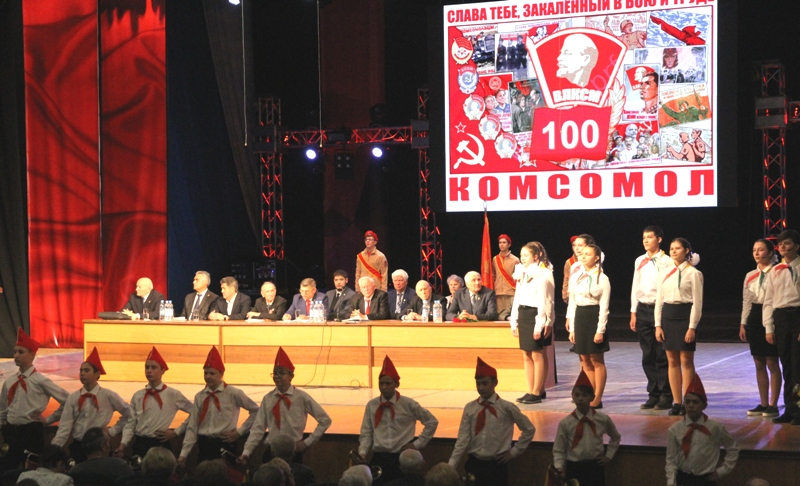 СЛАВА ТЕБЕ, ЗАКАЛЕННЫЙ В БОЮ И ТРУДЕ
ВЛКСМ
100
КОМСОМОЛ